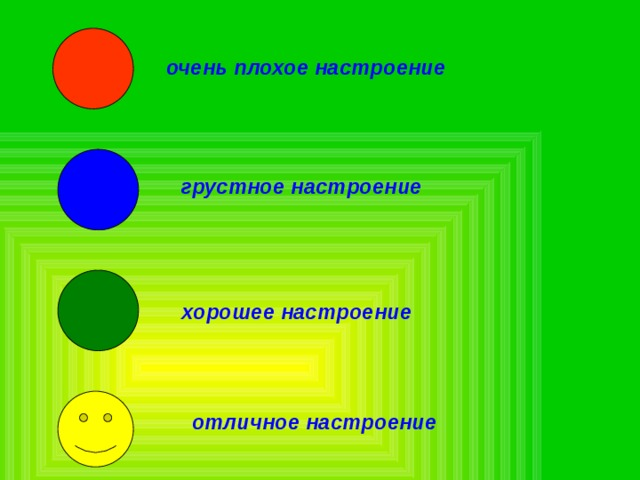 очень плохое настроение
грустное настроение
хорошее настроение
отличное настроение